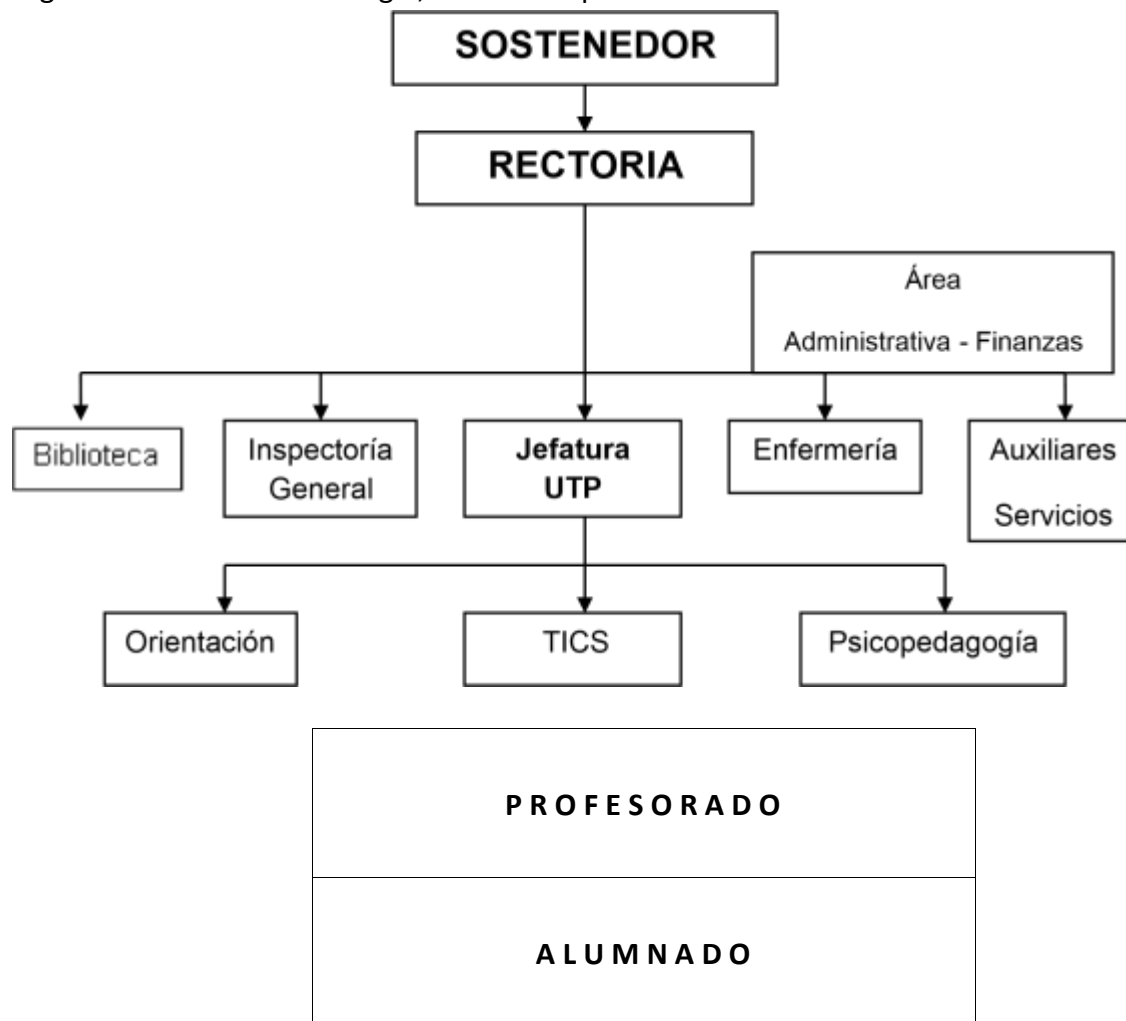 SOSTENEDOR
RECTORIA
Área
Administrativa - Finanzas
Biblioteca
Inspectoría
General
Jefatura
UTP
Enfermería
Auxiliares
Servicios
Orientación
TICS
Psicopedagogía
P R O F E S O R A D O
A L U M N A D O